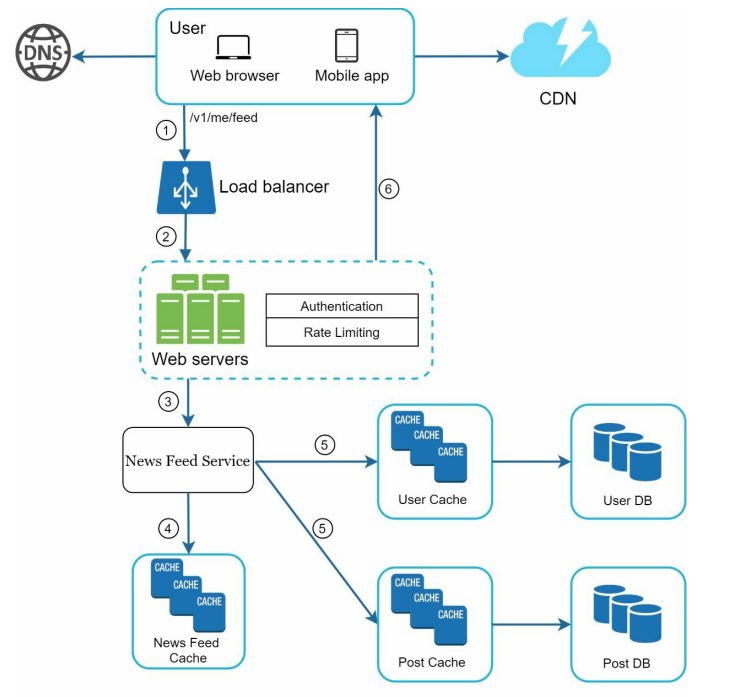 User
DNS
Web browser
Mobile app
CDN
1
/v1/me/feed
Load balancer
6
2
Authentication
Rate Limiting
Web servers
3
News Feed Service
5
CACHE
CACHE
CACHE
User Cache
User DB
4
5
CACHE
CACHE
CACHE
News Feed
Cache
CACHE
CACHE
CACHE
Post Cache
Post DB